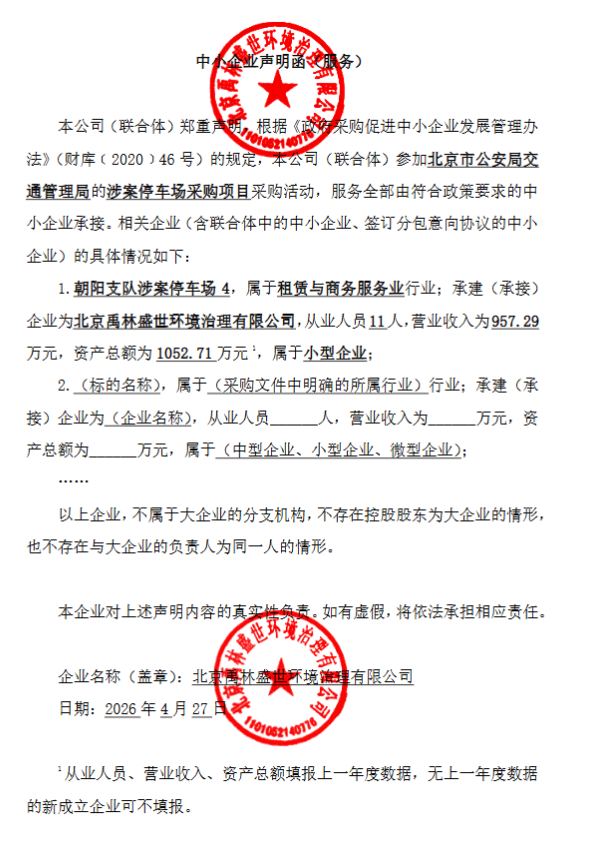 中小企业声明函（服务）
本公司（联合体）郑重声明，根据《政府采购促进中小企业发展管理办
法》（财库﹝2020﹞46 号）的规定，本公司（联合体）参加北京市公安局交
通管理局的涉案停车场采购项目采购活动，服务全部由符合政策要求的中
小企业承接。相关企业（含联合体中的中小企业、签订分包意向协议的中小
企业）的具体情况如下：
1.朝阳支队涉案停车场 4，属于租赁与商务服务业行业；承建（承接）
企业为北京禹林盛世环境治理有限公司，从业人员11人，营业收入为957.29
万元，资产总额为1052.71万元¹，属于小型企业；
2.（标的名称），属于（采购文件中明确的所属行业）行业；承建（承
接）企业为（企业名称），从业人员______人，营业收入为______万元，资
产总额为______万元，属于（中型企业、小型企业、微型企业）；
……
以上企业，不属于大企业的分支机构，不存在控股股东为大企业的情形，
也不存在与大企业的负责人为同一人的情形。
本企业对上述声明内容的真实性负责。如有虚假，将依法承担相应责任。
企业名称（盖章）：北京禹林盛世环境治理有限公司
日期：2026 年 4 月 27 日
¹从业人员、营业收入、资产总额填报上一年度数据，无上一年度数据
的新成立企业可不填报。
北京禹林盛世环境治理有限公司
1101052140776
北京禹林盛世环境治理有限公司
1101052140776